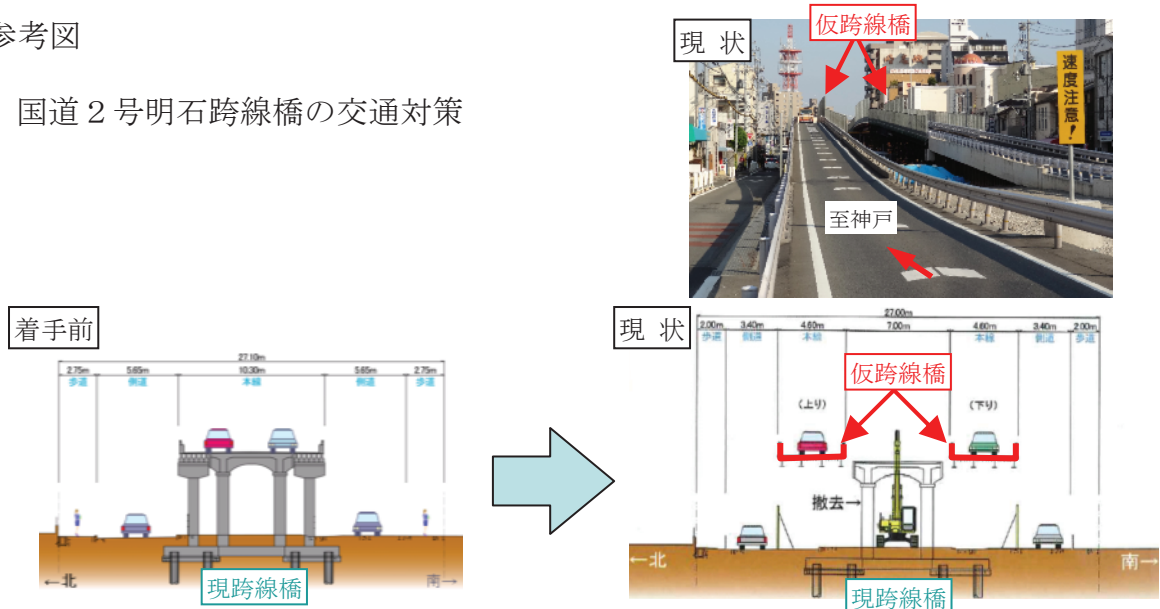 参考図
国道２号明石跨線橋の交通対策
現 状
仮跨線橋
速度注意！
至神戸
着手前
27.10m
2.75m 5.65m 10.30m 5.65m 2.75m
歩道 側道 本線 側道 歩道
←北
南→
現跨線橋
現 状
27.00m
2.00m 3.40m 4.60m 7.00m 4.60m 3.40m 2.00m
歩道 側道 本線 本線 側道 歩道
仮跨線橋
(上り)
(下り)
撤去→
←北
南→
現跨線橋